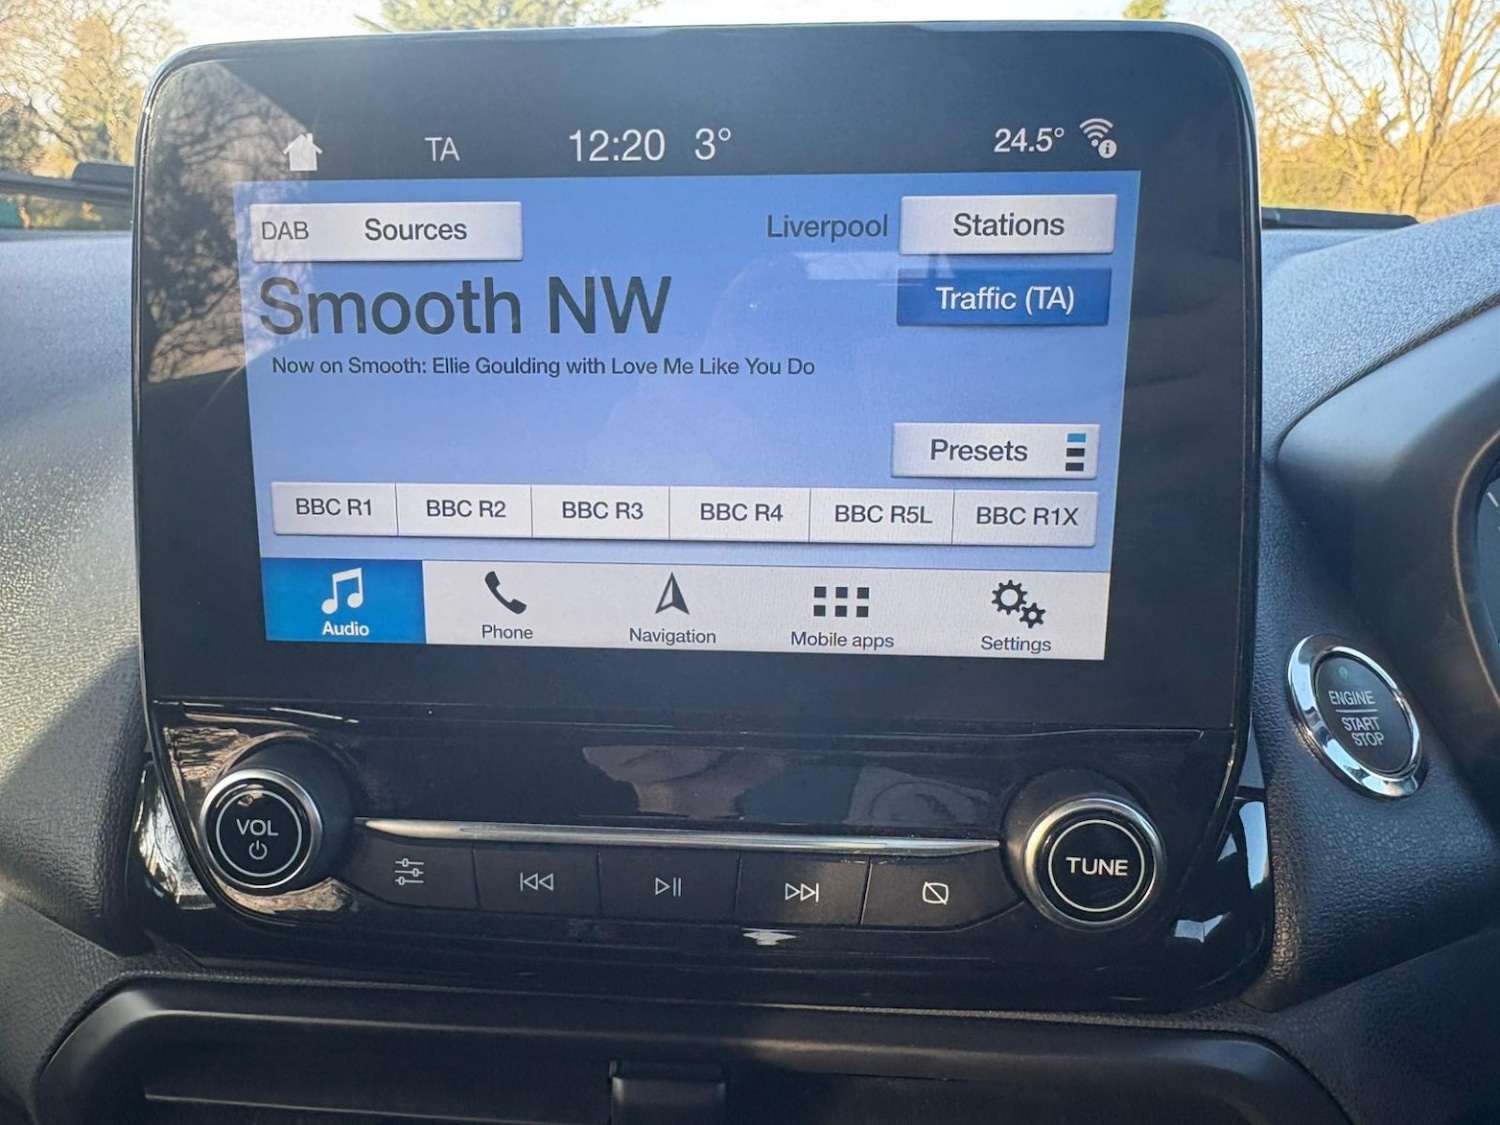 TA 12:20 3° 24.5°
DAB Sources Liverpool Stations
Smooth NW
Traffic (TA)
Now on Smooth: Ellie Goulding with Love Me Like You Do
Presets
BBC R1 BBC R2 BBC R3 BBC R4 BBC R5L BBC R1X
Audio Phone Navigation Mobile apps Settings
ENGINE
START
STOP
VOL
TUNE